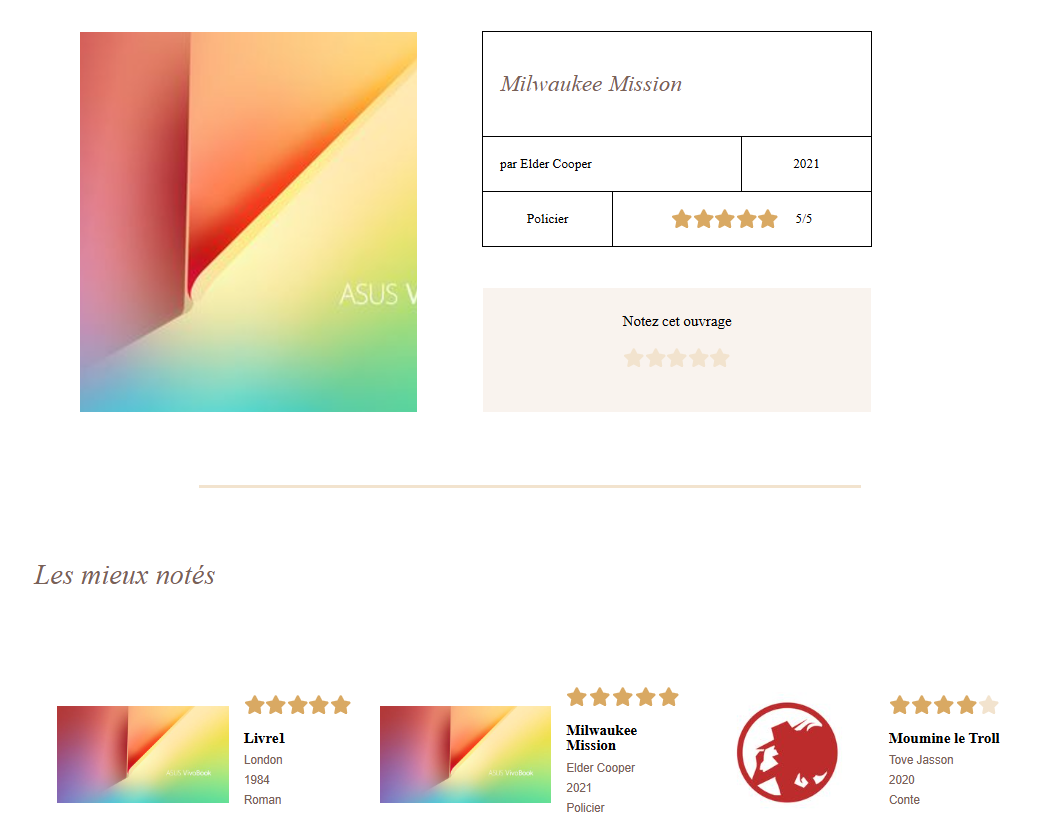 Milwaukee Mission
par Elder Cooper
2021
Policier
5/5
ASUS V
Notez cet ouvrage
Les mieux notés
Livre1
London
1984
Roman
ASUS VivoBook
Milwaukee
Mission
Elder Cooper
2021
Policier
ASUS VivoBook
Moumine le Troll
Tove Jasson
2020
Conte